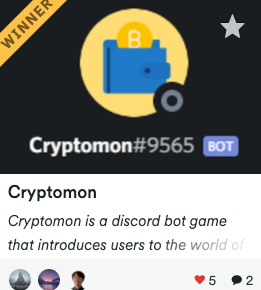 WINNER
Cryptomon#9565 BOT
Cryptomon
Cryptomon is a discord bot game
that introduces users to the world of
5 2